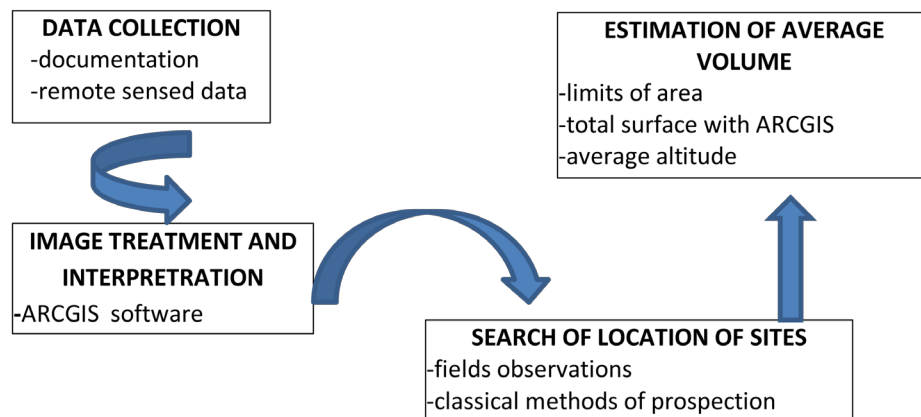 DATA COLLECTION
-documentation
-remote sensed data
IMAGE TREATMENT AND
INTERPRETRATION
-ARCGIS software
SEARCH OF LOCATION OF SITES
-fields observations
-classical methods of prospection
ESTIMATION OF AVERAGE
VOLUME
-limits of area
-total surface with ARCGIS
-average altitude